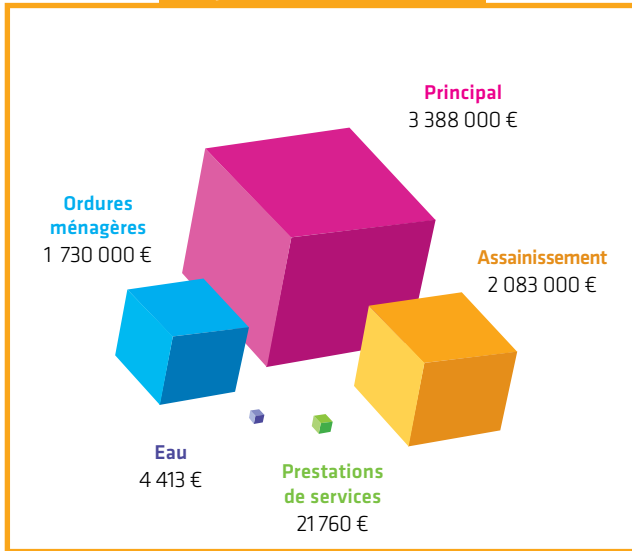 Principal
3 388 000 €
Ordures
ménagères
1 730 000 €
Assainissement
2 083 000 €
Eau
4 413 €
Prestations
de services
21 760 €